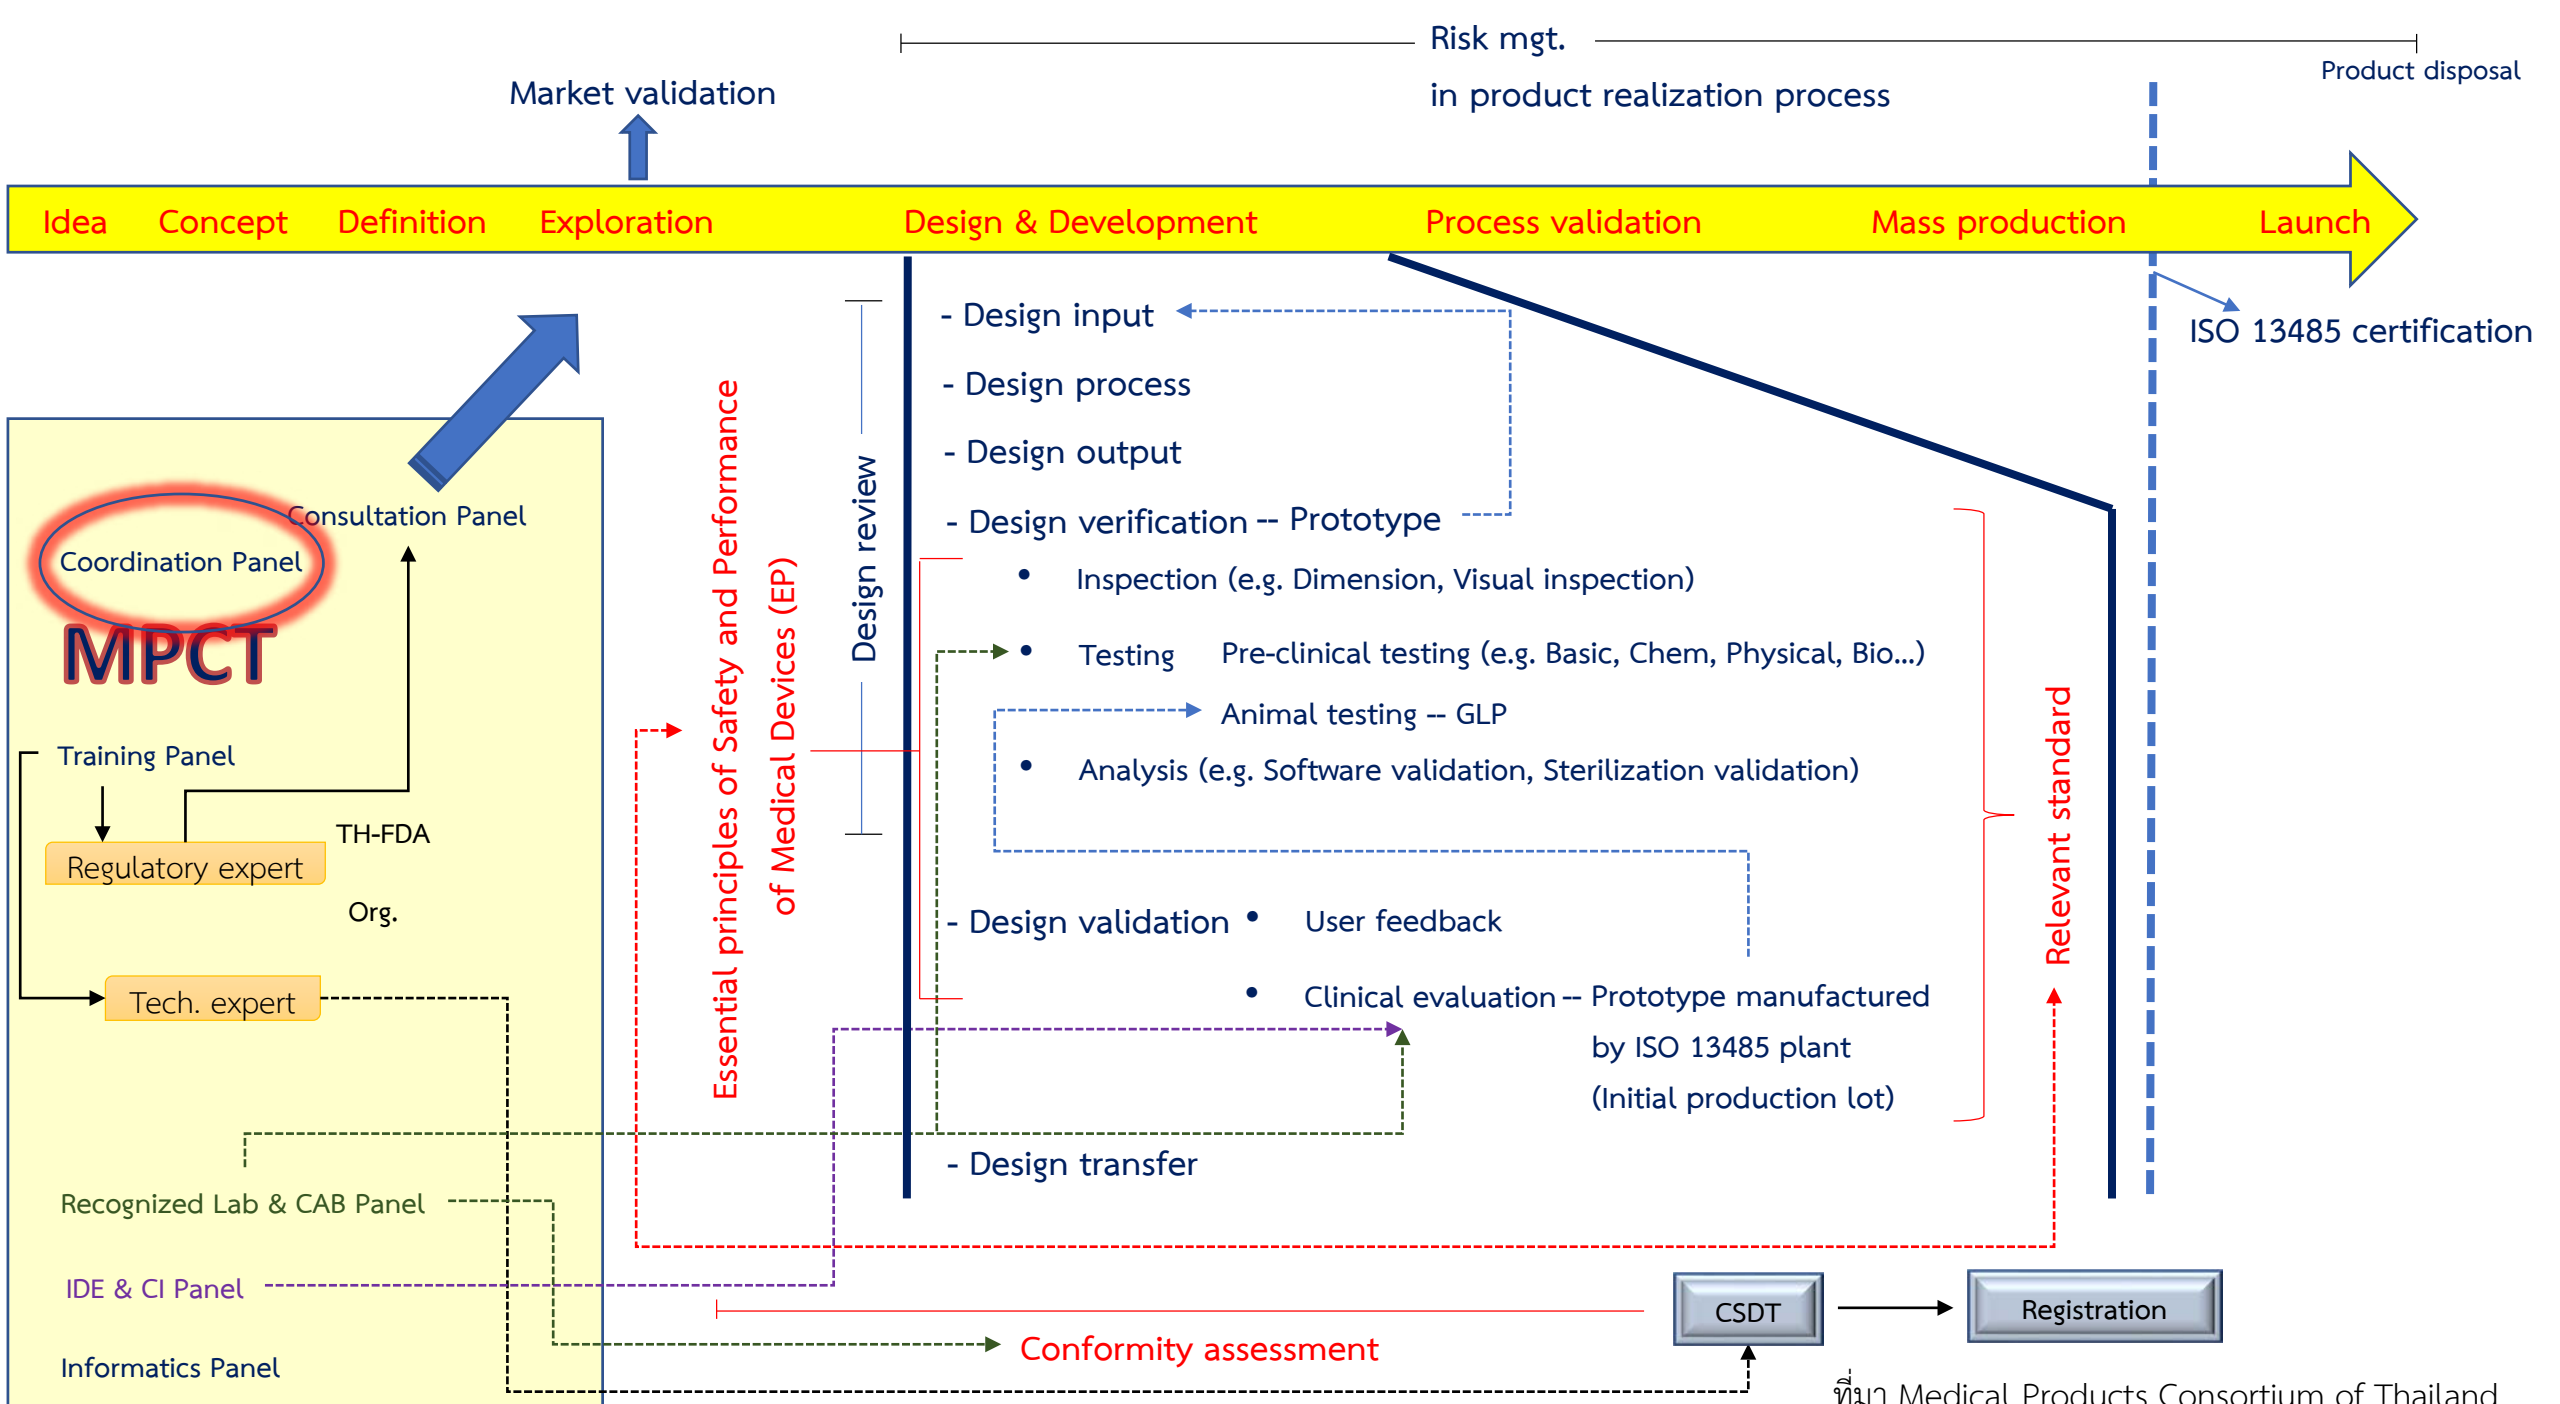 Risk mgt.
in product realization process
Product disposal
Market validation
Idea Concept Definition Exploration Design & Development Process validation Mass production Launch
ISO 13485 certification
Consultation Panel
Coordination Panel
MPCT
Training Panel
Regulatory expert
TH-FDA
Org.
Tech. expert
Recognized Lab & CAB Panel
IDE & CI Panel
Informatics Panel
Essential principles of Safety and Performance
of Medical Devices (EP)
Design review
- Design input
- Design process
- Design output
- Design verification -- Prototype
• Inspection (e.g. Dimension, Visual inspection)
• Testing Pre-clinical testing (e.g. Basic, Chem, Physical, Bio...)
Animal testing -- GLP
• Analysis (e.g. Software validation, Sterilization validation)
- Design validation • User feedback
• Clinical evaluation -- Prototype manufactured
by ISO 13485 plant
(Initial production lot)
- Design transfer
Relevant standard
Conformity assessment
CSDT
Registration
ที่มา Medical Products Consortium of Thailand